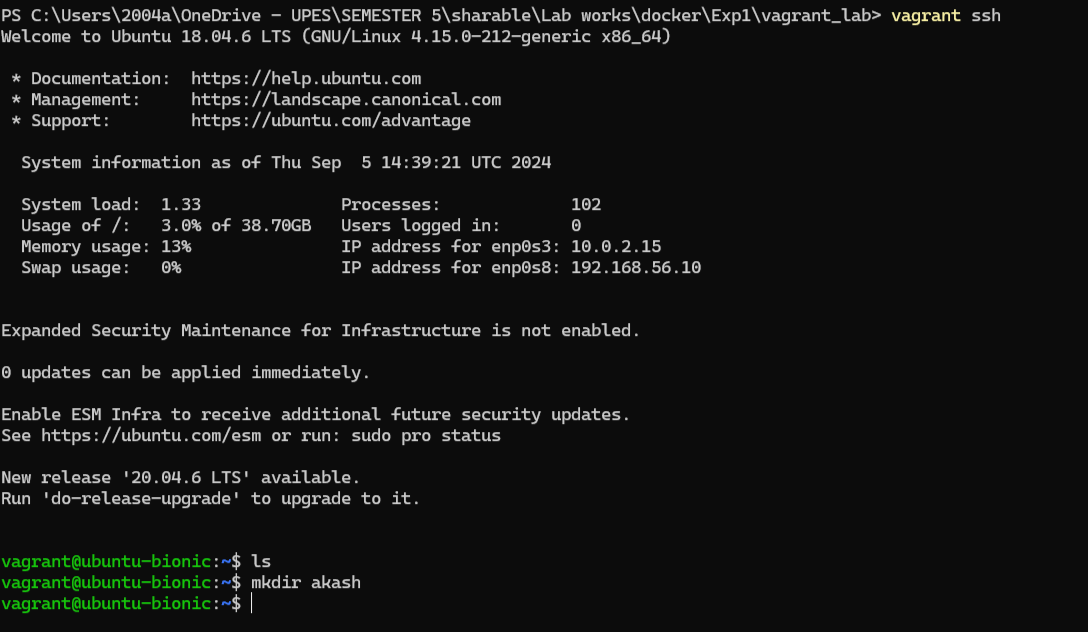 PS C:\Users\2004a\OneDrive - UPES\SEMESTER 5\sharable\Lab works\docker\Exp1\vagrant_lab> vagrant ssh
Welcome to Ubuntu 18.04.6 LTS (GNU/Linux 4.15.0-212-generic x86_64)

 * Documentation:  https://help.ubuntu.com
 * Management:     https://landscape.canonical.com
 * Support:        https://ubuntu.com/advantage

  System information as of Thu Sep  5 14:39:21 UTC 2024

  System load:  1.33              Processes:             102
  Usage of /:   3.0% of 38.70GB   Users logged in:       0
  Memory usage: 13%               IP address for enp0s3: 10.0.2.15
  Swap usage:   0%                IP address for enp0s8: 192.168.56.10


Expanded Security Maintenance for Infrastructure is not enabled.

0 updates can be applied immediately.

Enable ESM Infra to receive additional future security updates.
See https://ubuntu.com/esm or run: sudo pro status

New release '20.04.6 LTS' available.
Run 'do-release-upgrade' to upgrade to it.


vagrant@ubuntu-bionic:~$ ls
vagrant@ubuntu-bionic:~$ mkdir akash
vagrant@ubuntu-bionic:~$